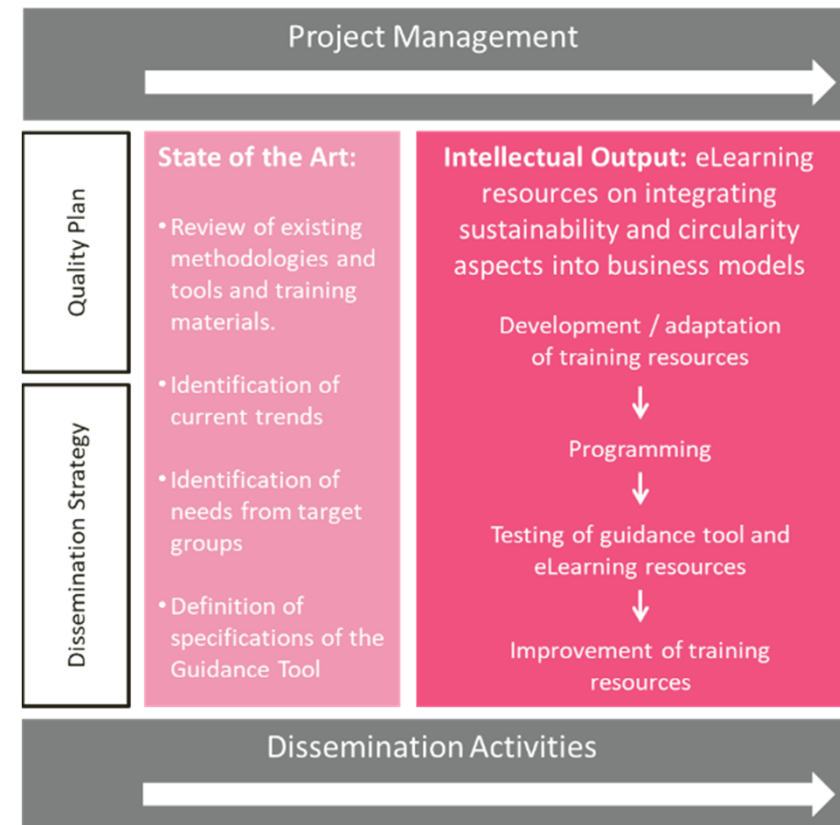 Project Management
Quality Plan
Dissemination Strategy
State of the Art:
• Review of existing
methodologies and
tools and training
materials.
• Identification of
current trends
• Identification of
needs from target
groups
• Definition of
specifications of the
Guidance Tool
Intellectual Output: eLearning
resources on integrating
sustainability and circularity
aspects into business models
Development / adaptation
of training resources
Programming
Testing of guidance tool and
eLearning resources
Improvement of training
resources
Dissemination Activities